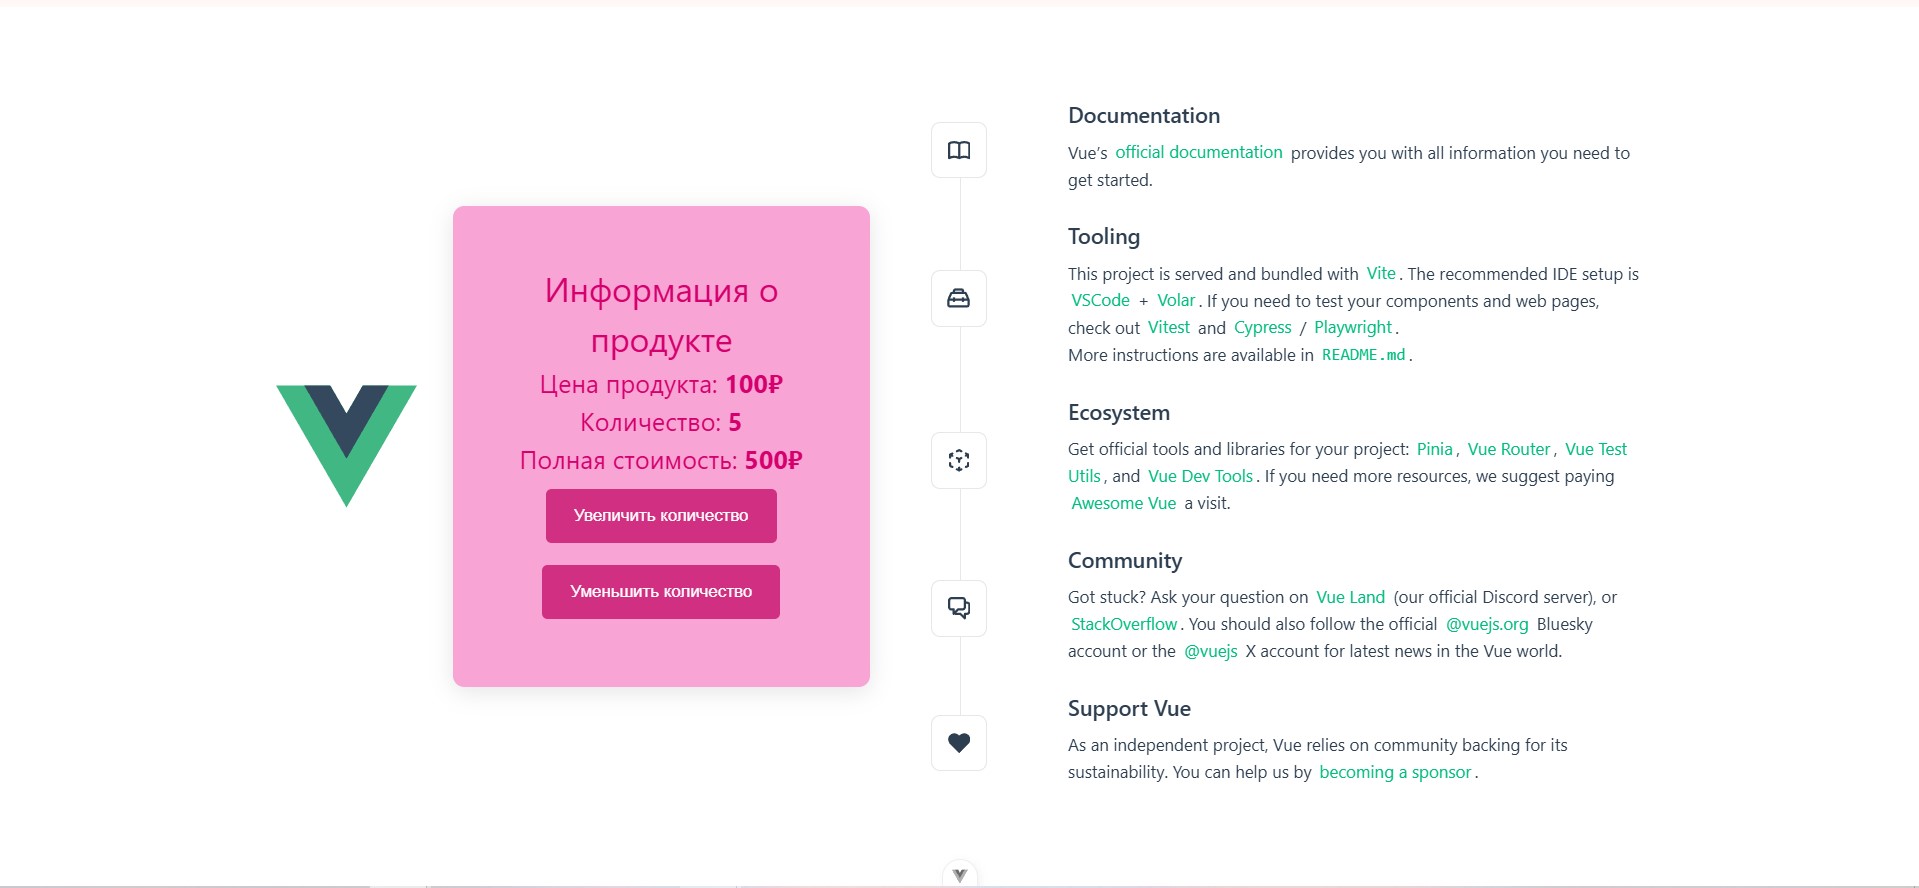 Информация о
продукте
Цена продукта: 100₽
Количество: 5
Полная стоимость: 500₽
Увеличить количество
Уменьшить количество
Documentation
Vue’s official documentation provides you with all information you need to
get started.
Tooling
This project is served and bundled with Vite. The recommended IDE setup is
VSCode + Volar. If you need to test your components and web pages,
check out Vitest and Cypress / Playwright.
More instructions are available in README.md.
Ecosystem
Get official tools and libraries for your project: Pinia, Vue Router, Vue Test
Utils, and Vue Dev Tools. If you need more resources, we suggest paying
Awesome Vue a visit.
Community
Got stuck? Ask your question on Vue Land (our official Discord server), or
StackOverflow. You should also follow the official @vuejs.org Bluesky
account or the @vuejs X account for latest news in the Vue world.
Support Vue
As an independent project, Vue relies on community backing for its
sustainability. You can help us by becoming a sponsor.